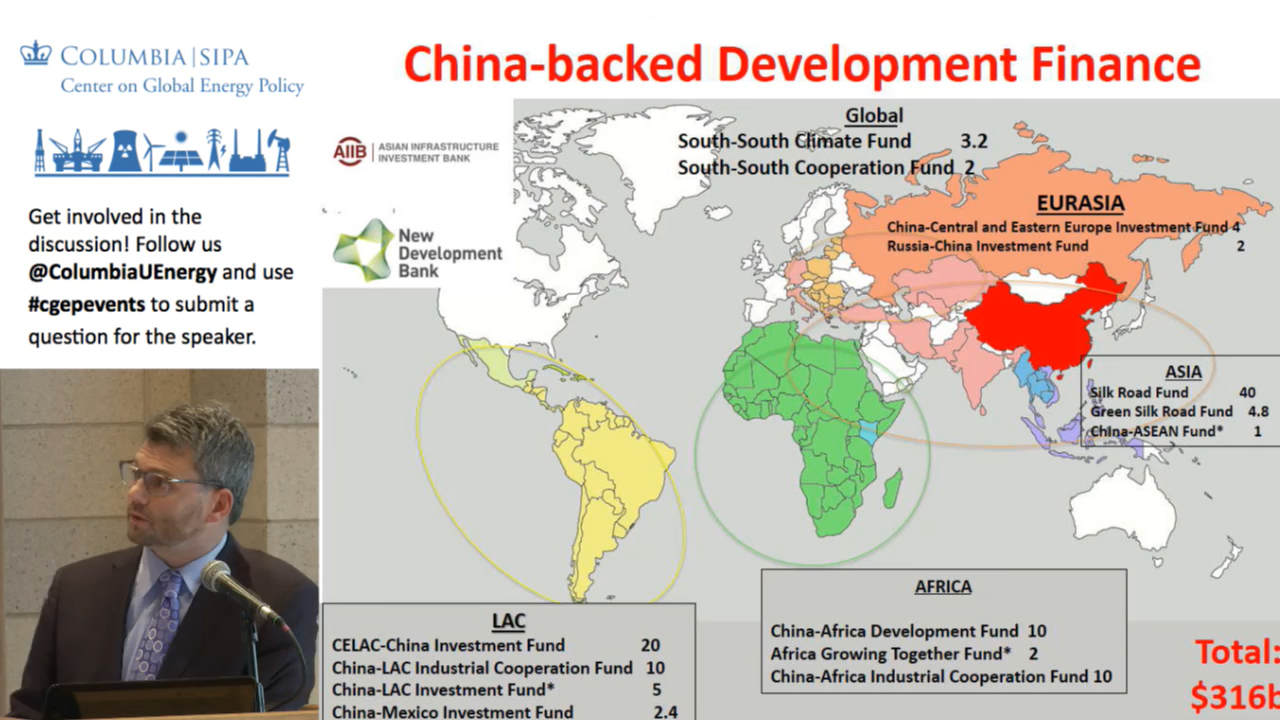 COLUMBIA | SIPA
Center on Global Energy Policy
Get involved in the
discussion! Follow us
@ColumbiaUEnergy and use
#cgepevents to submit a
question for the speaker.
China-backed Development Finance
AIIB | ASIAN INFRASTRUCTURE
INVESTMENT BANK
New
Development
Bank
Global
South-South Climate Fund 3.2
South-South Cooperation Fund 2
EURASIA
China-Central and Eastern Europe Investment Fund 4
Russia-China Investment Fund 2
ASIA
Silk Road Fund 40
Green Silk Road Fund 4.8
China-ASEAN Fund* 1
LAC
CELAC-China Investment Fund 20
China-LAC Industrial Cooperation Fund 10
China-LAC Investment Fund* 5
China-Mexico Investment Fund 2.4
AFRICA
China-Africa Development Fund 10
Africa Growing Together Fund* 2
China-Africa Industrial Cooperation Fund 10
Total:
$316b